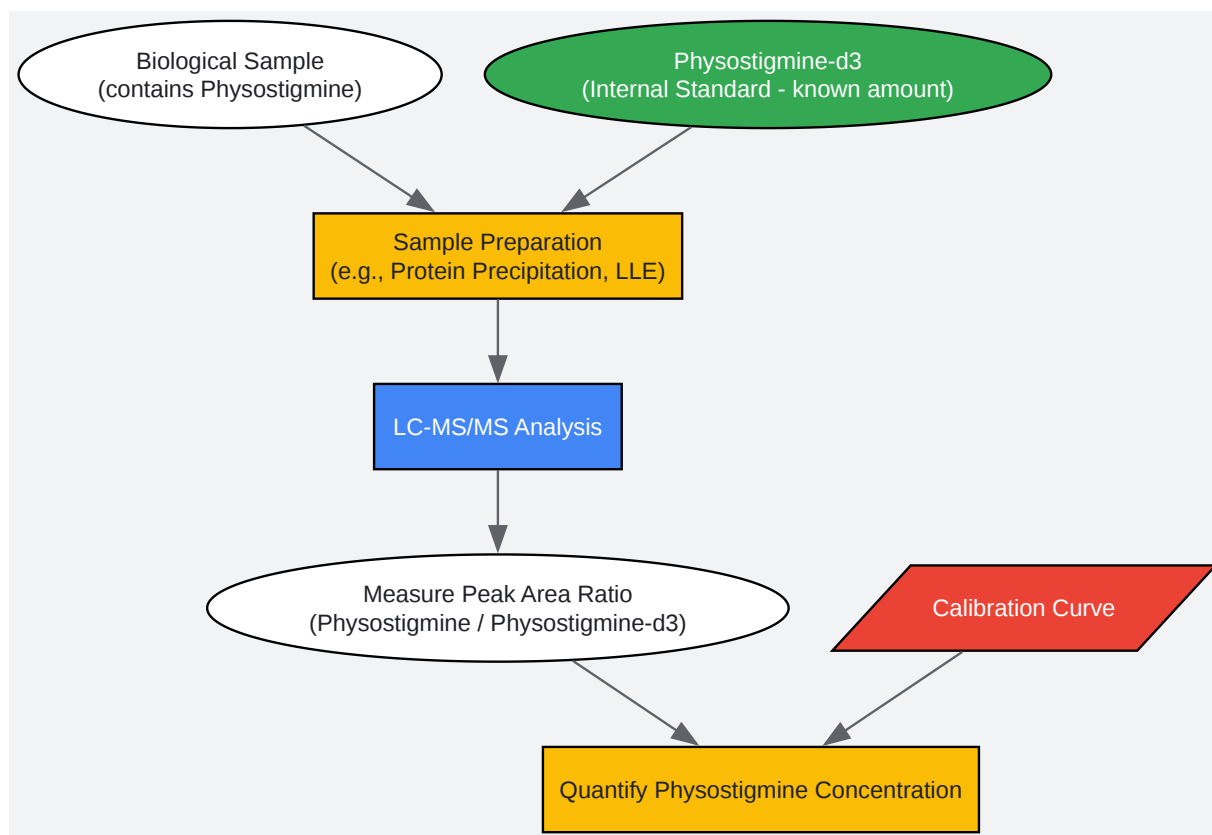 Biological Sample
(contains Physostigmine)
Physostigmine-d3
(Internal Standard - known amount)
Sample Preparation
(e.g., Protein Precipitation, LLE)
LC-MS/MS Analysis
Measure Peak Area Ratio
(Physostigmine / Physostigmine-d3)
Calibration Curve
Quantify Physostigmine Concentration